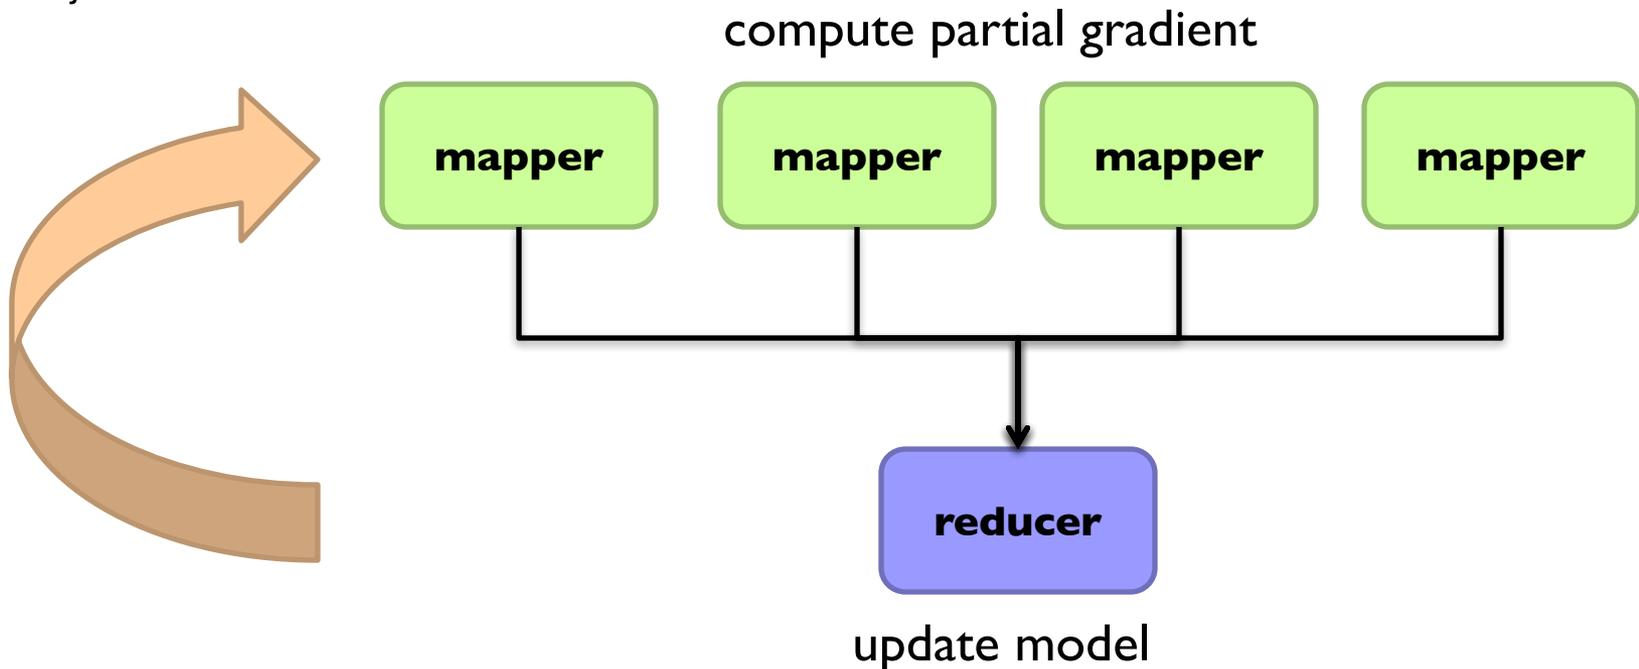 compute partial gradient
mapper mapper mapper mapper
reducer
update model